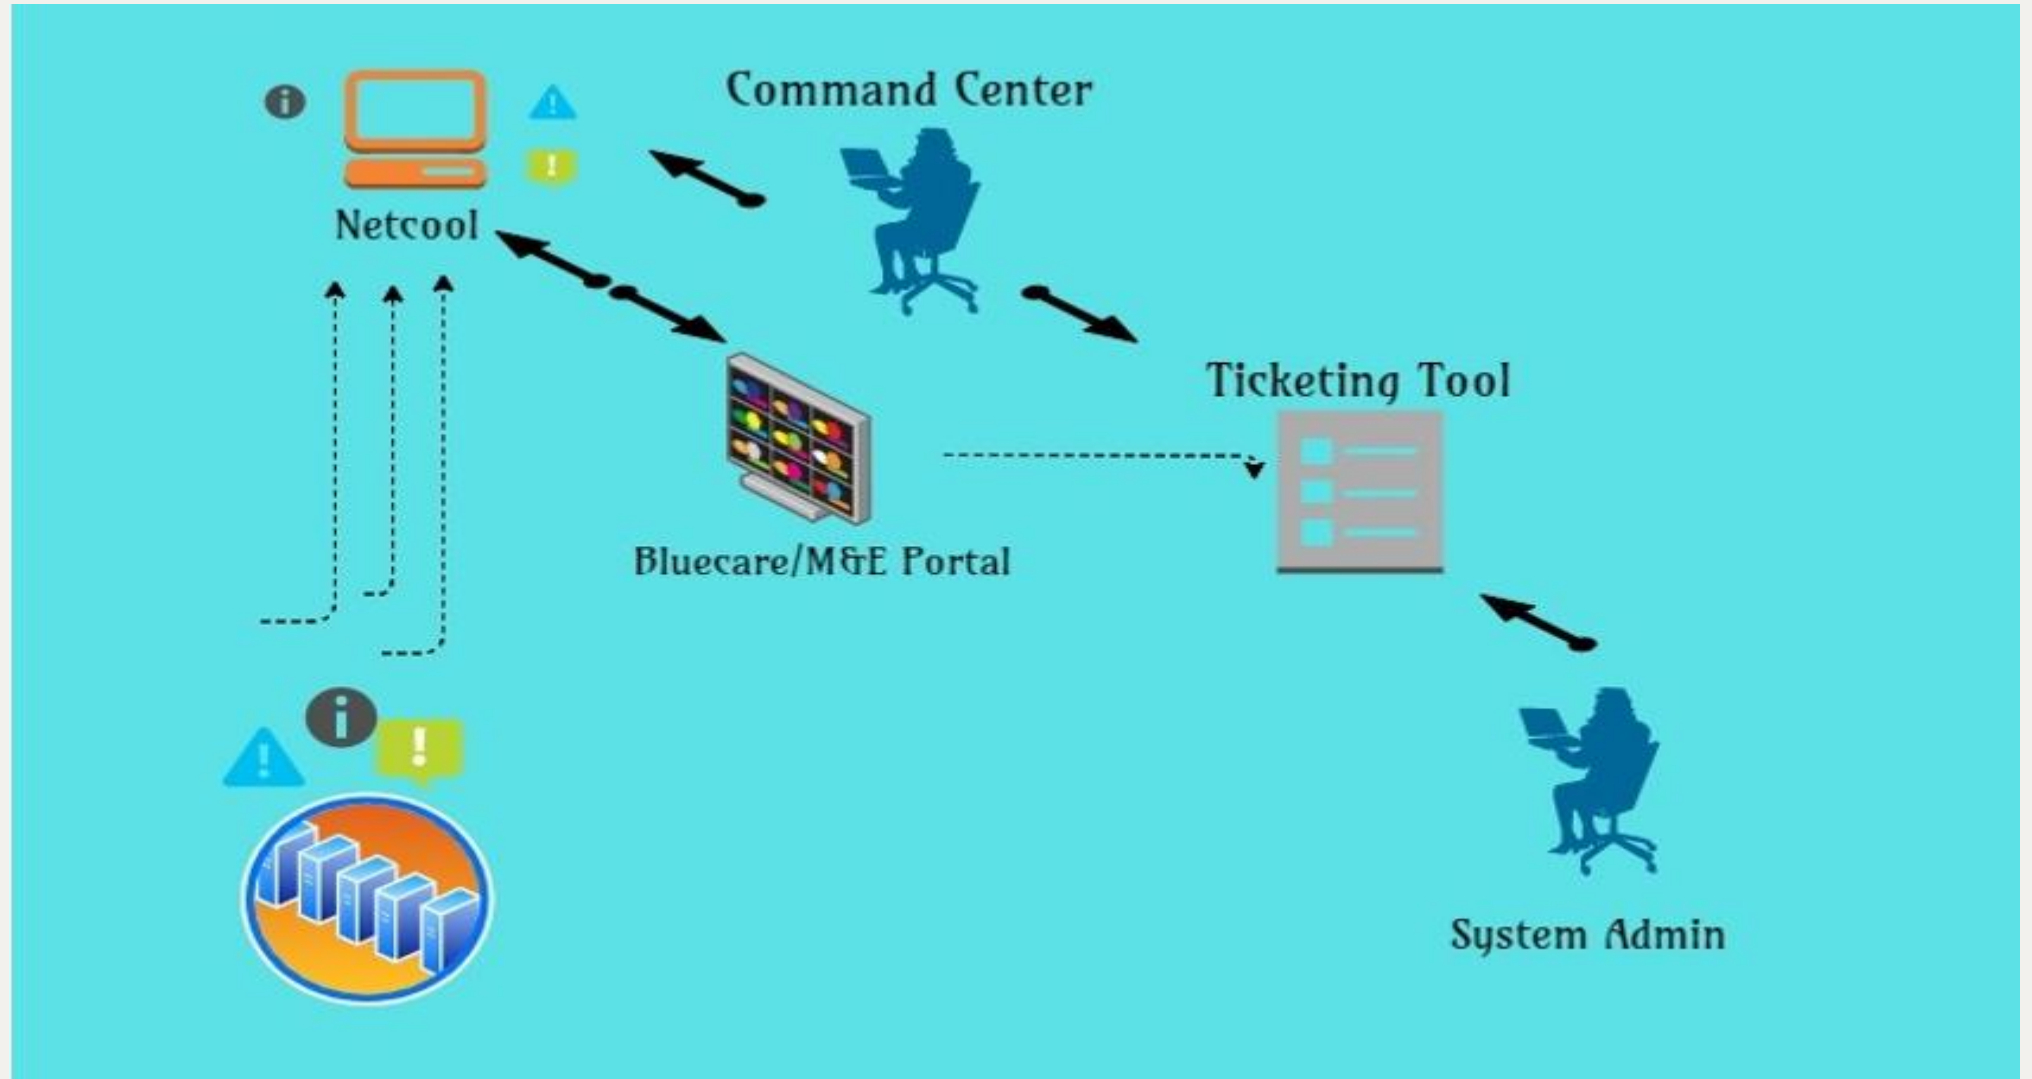 Command Center
Netcool
Ticketing Tool
Bluecare/M&E Portal
System Admin